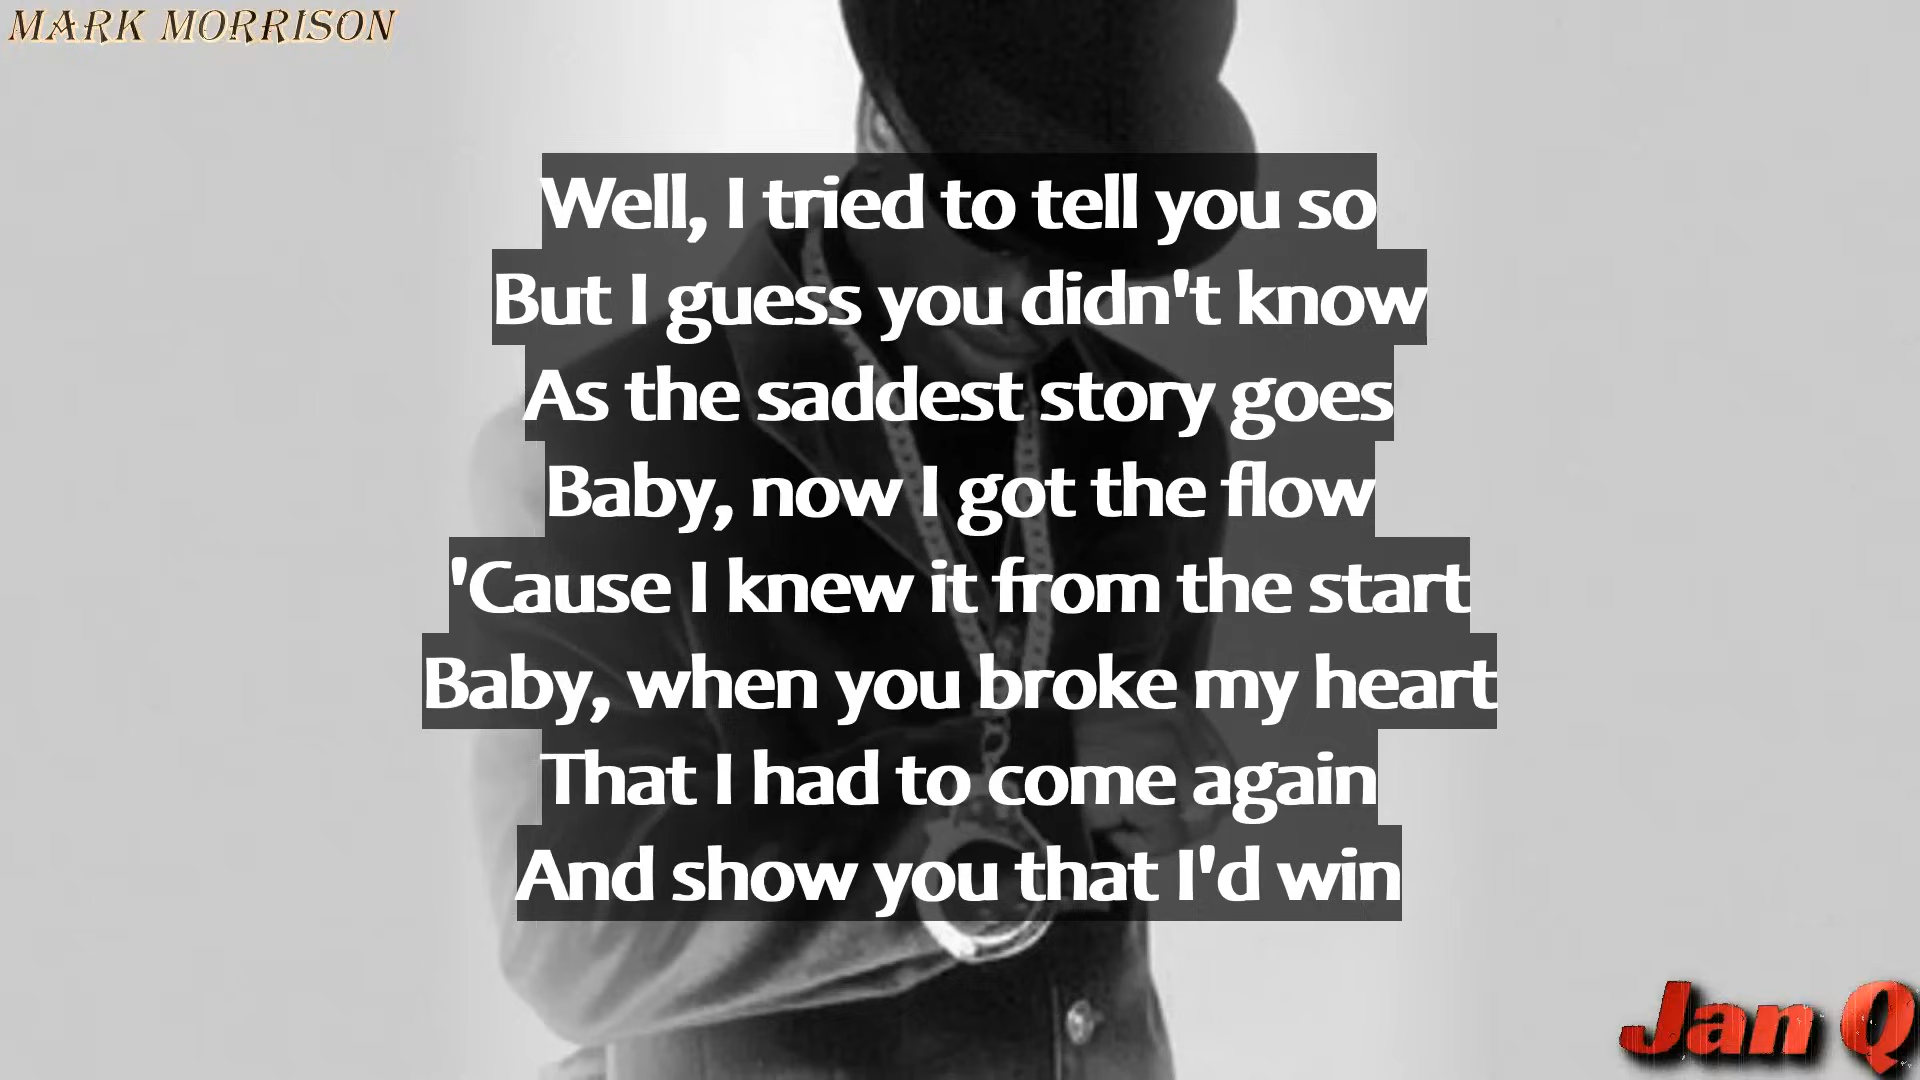 MARK MORRISON
Well, I tried to tell you so
But I guess you didn't know
As the saddest story goes
Baby, now I got the flow
'Cause I knew it from the start
Baby, when you broke my heart
That I had to come again
And show you that I'd win
Jan Q